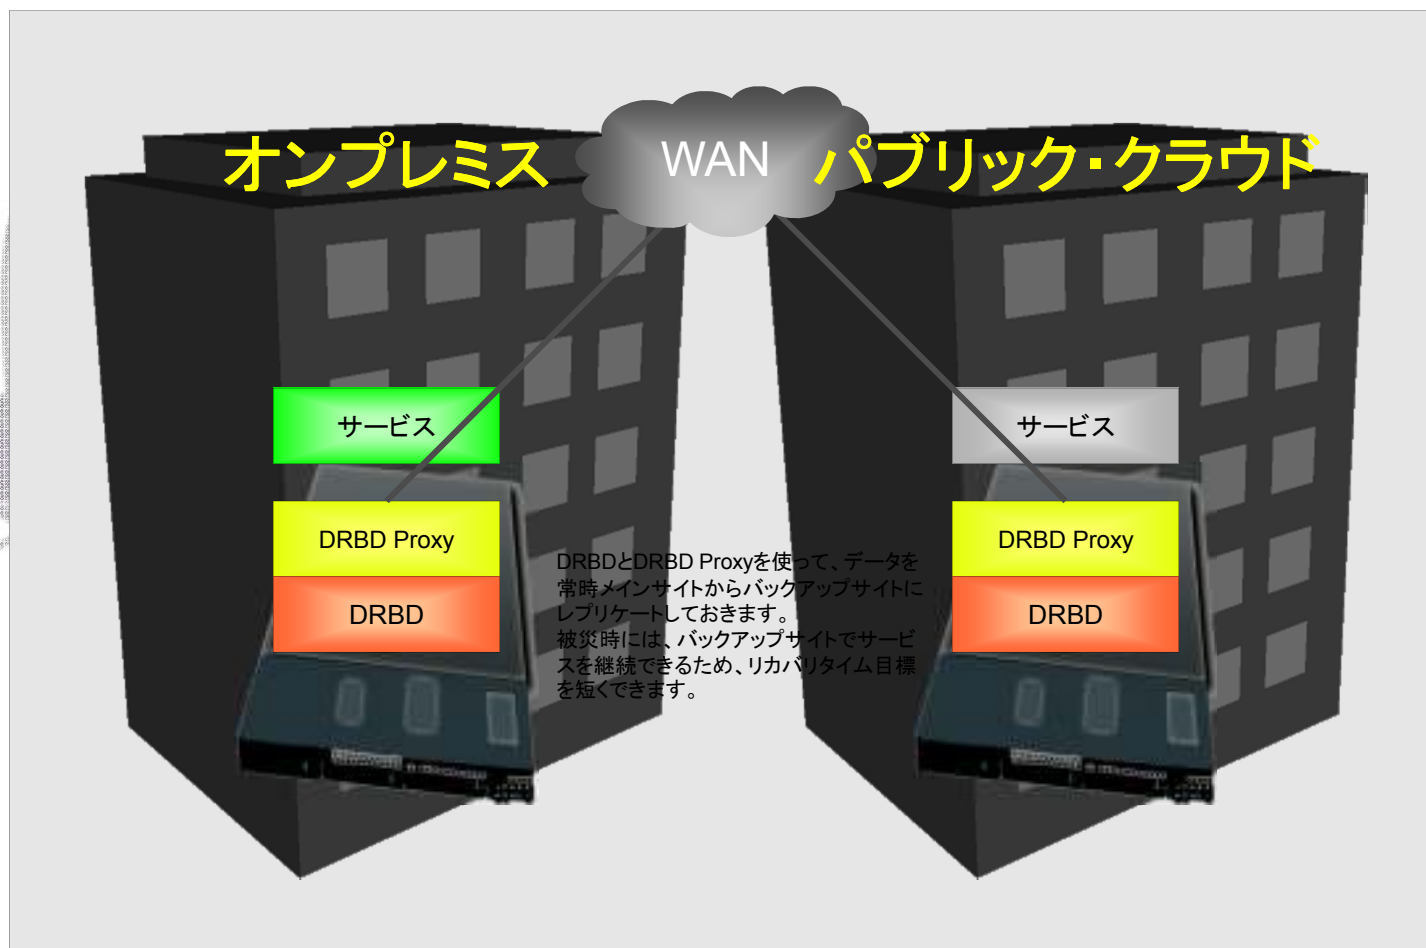 オンプレミス
WAN
パブリック・クラウド
サービス
サービス
DRBD Proxy
DRBD
DRBDとDRBD Proxyを使って、データを
常時メインサイトからバックアップサイトに
レプリケートしておきます。
被災時には、バックアップサイトでサービ
スを継続できるため、リカバリタイム目標
を短くできます。
DRBD Proxy
DRBD